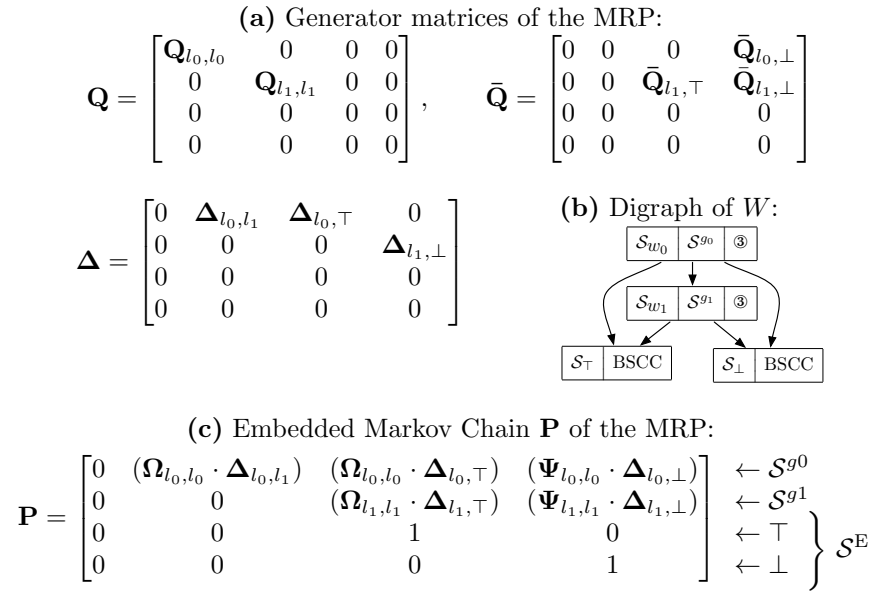 (a) Generator matrices of the MRP:
Q = [ Q_{l_0,l_0} 0 0 0 ; 0 Q_{l_1,l_1} 0 0 ; 0 0 0 0 ; 0 0 0 0 ] , Q̄ = [ 0 0 0 Q̄_{l_0,⊥} ; 0 0 Q̄_{l_1,⊤} Q̄_{l_1,⊥} ; 0 0 0 0 ; 0 0 0 0 ]
Δ = [ 0 Δ_{l_0,l_1} Δ_{l_0,⊤} 0 ; 0 0 0 Δ_{l_1,⊥} ; 0 0 0 0 ; 0 0 0 0 ]
(b) Digraph of W:
S_{w_0} S^{g_0} ③
S_{w_1} S^{g_1} ③
S_⊤ BSCC S_⊥ BSCC
(c) Embedded Markov Chain P of the MRP:
P = [ 0 (Ω_{l_0,l_0} · Δ_{l_0,l_1}) (Ω_{l_0,l_0} · Δ_{l_0,⊤}) (Ψ_{l_0,l_0} · Δ_{l_0,⊥}) ← S^{g0}
0 0 (Ω_{l_1,l_1} · Δ_{l_1,⊤}) (Ψ_{l_1,l_1} · Δ_{l_1,⊥}) ← S^{g1}
0 0 1 0 ← ⊤
0 0 0 1 ] ← ⊥ } S^E